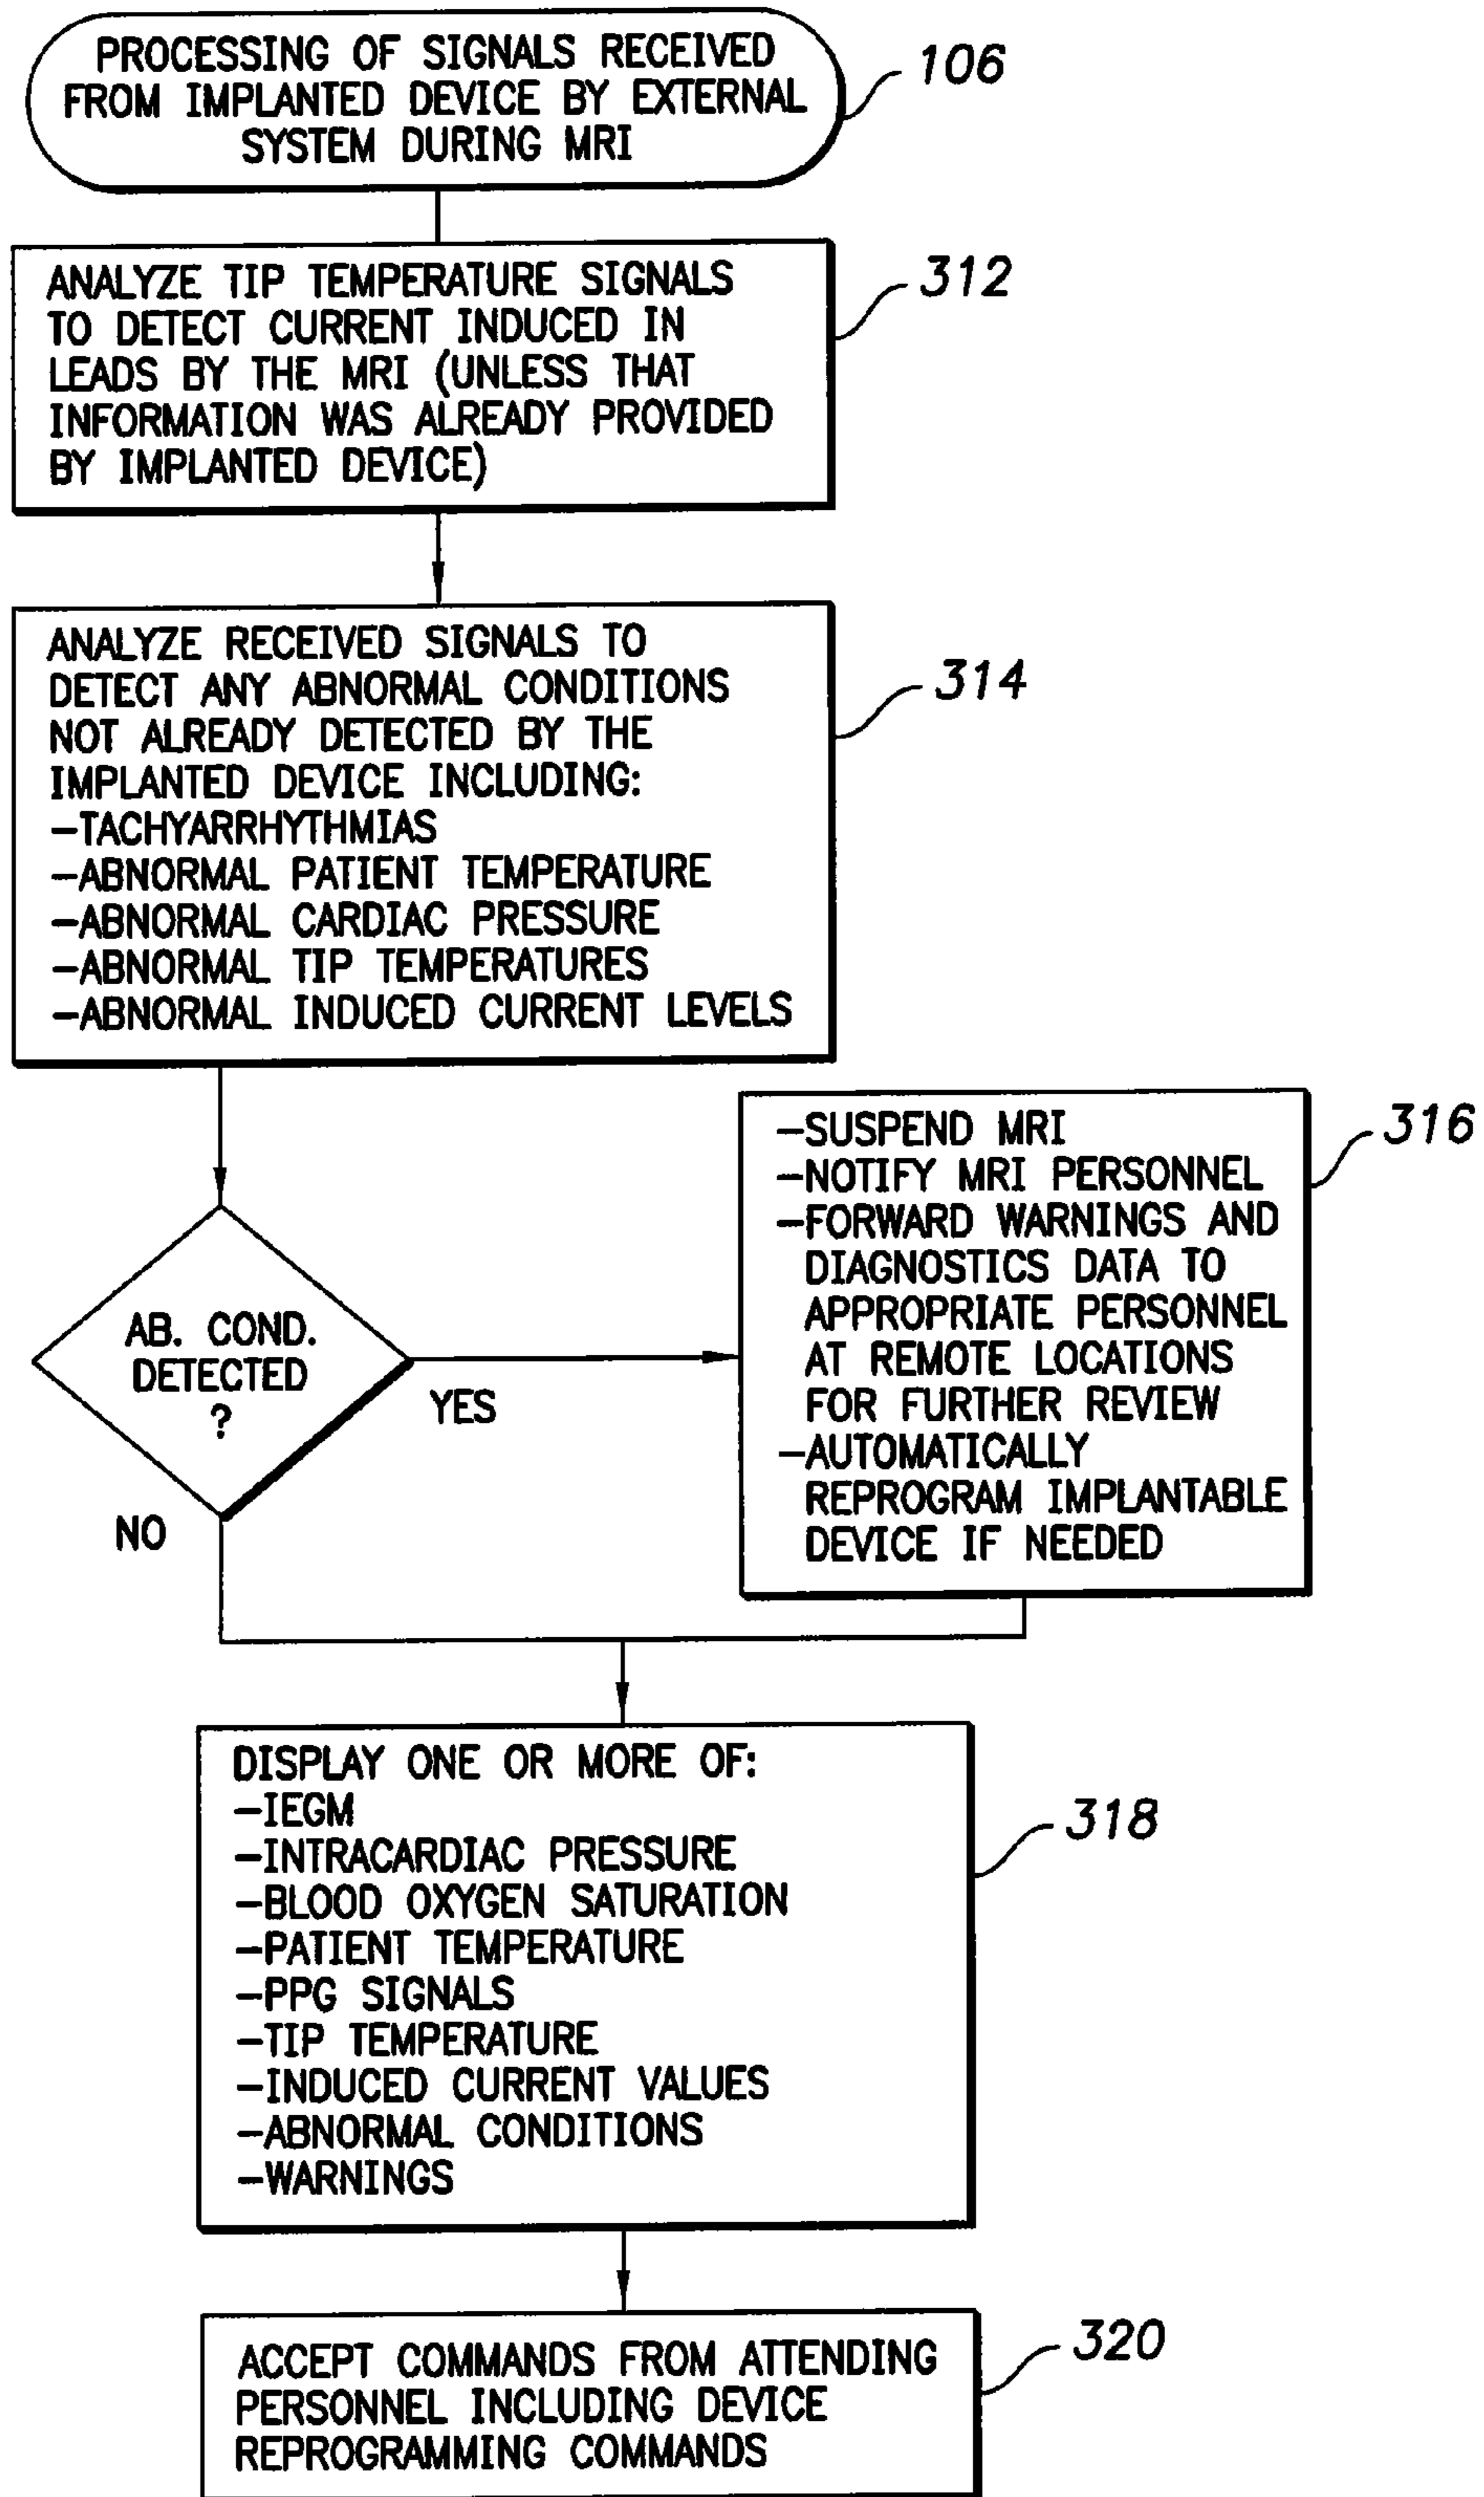 PROCESSING OF SIGNALS RECEIVED
FROM IMPLANTED DEVICE BY EXTERNAL
SYSTEM DURING MRI
106
ANALYZE TIP TEMPERATURE SIGNALS
TO DETECT CURRENT INDUCED IN
LEADS BY THE MRI (UNLESS THAT
INFORMATION WAS ALREADY PROVIDED
BY IMPLANTED DEVICE)
312
ANALYZE RECEIVED SIGNALS TO
DETECT ANY ABNORMAL CONDITIONS
NOT ALREADY DETECTED BY THE
IMPLANTED DEVICE INCLUDING:
-TACHYARRHYTHMIAS
-ABNORMAL PATIENT TEMPERATURE
-ABNORMAL CARDIAC PRESSURE
-ABNORMAL TIP TEMPERATURES
-ABNORMAL INDUCED CURRENT LEVELS
314
AB. COND.
DETECTED
?
YES
NO
-SUSPEND MRI
-NOTIFY MRI PERSONNEL
-FORWARD WARNINGS AND
DIAGNOSTICS DATA TO
APPROPRIATE PERSONNEL
AT REMOTE LOCATIONS
FOR FURTHER REVIEW
-AUTOMATICALLY
REPROGRAM IMPLANTABLE
DEVICE IF NEEDED
316
DISPLAY ONE OR MORE OF:
-IEGM
-INTRACARDIAC PRESSURE
-BLOOD OXYGEN SATURATION
-PATIENT TEMPERATURE
-PPG SIGNALS
-TIP TEMPERATURE
-INDUCED CURRENT VALUES
-ABNORMAL CONDITIONS
-WARNINGS
318
ACCEPT COMMANDS FROM ATTENDING
PERSONNEL INCLUDING DEVICE
REPROGRAMMING COMMANDS
320